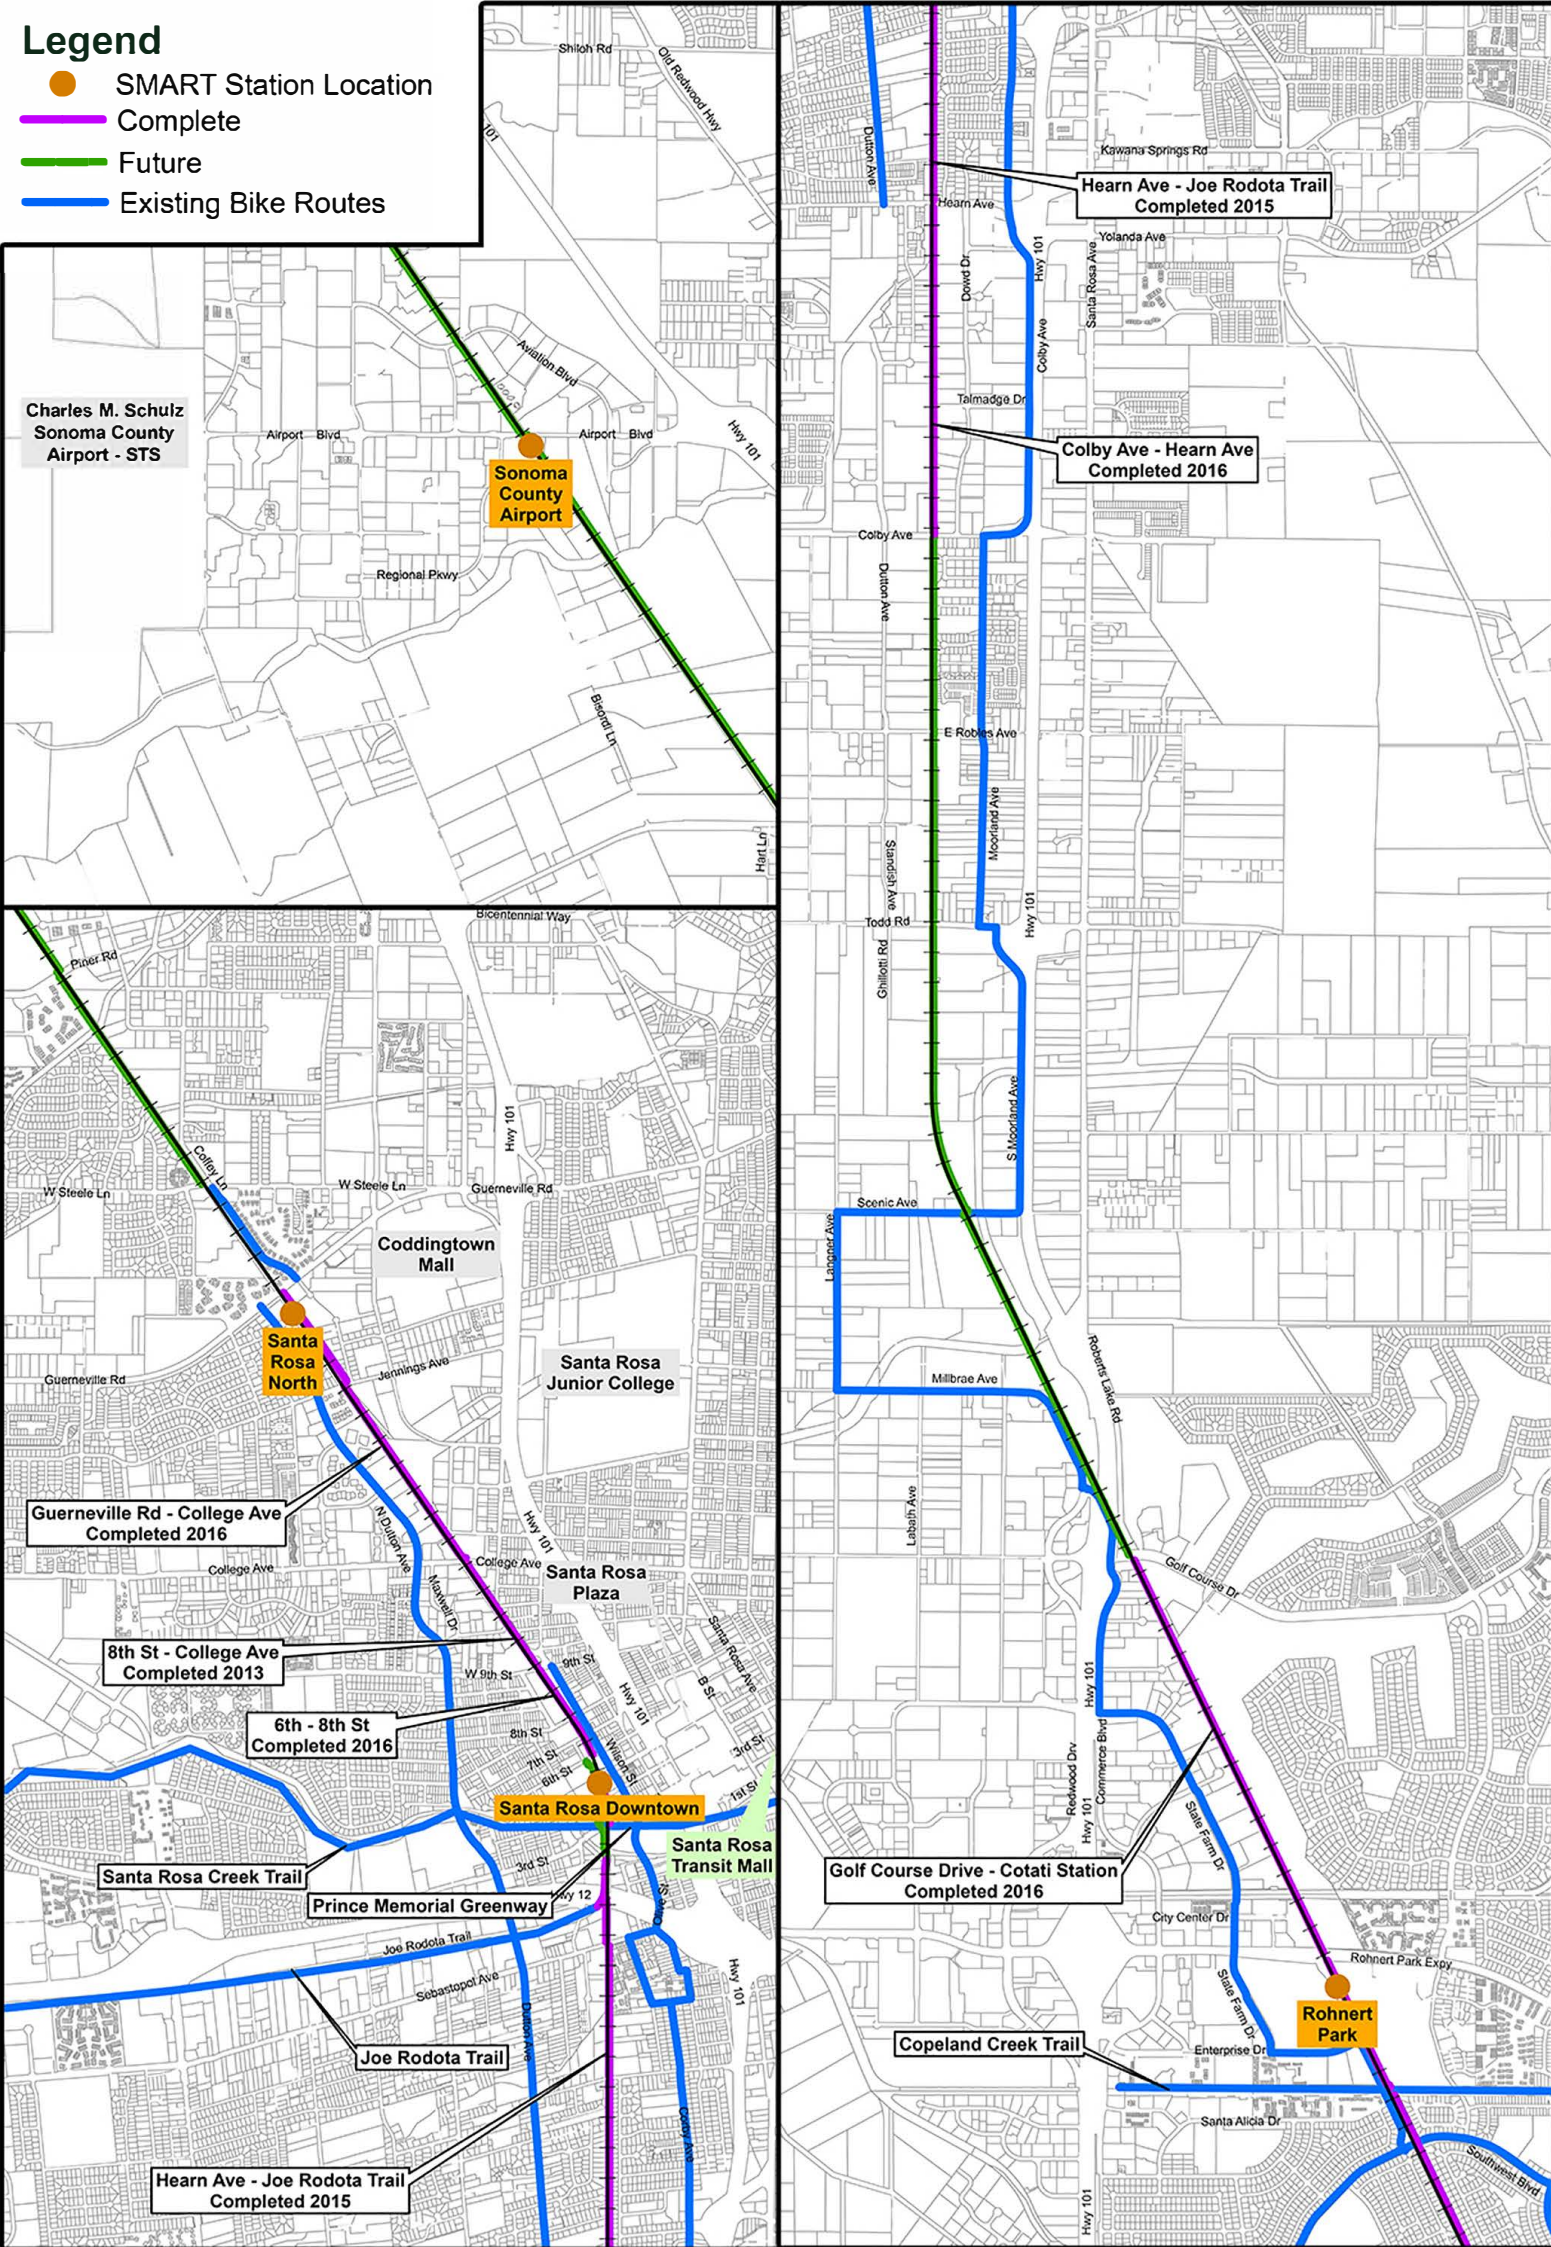 Legend
SMART Station Location
Complete
Future
Existing Bike Routes
Shiloh Rd
Old Redwood Hwy
101
Aviation Blvd
Charles M. Schulz
Sonoma County
Airport - STS
Airport Blvd
Airport Blvd
Hwy 101
Sonoma
County
Airport
Regional Pkwy
Bisordi Ln
Hart Ln
Bicentennial Way
Piner Rd
Coffey Ln
Hwy 101
W Steele Ln
W Steele Ln
Guerneville Rd
Coddingtown
Mall
Santa
Rosa
North
Jennings Ave
Santa Rosa
Junior College
Guerneville Rd
Guerneville Rd - College Ave
Completed 2016
N Dutton Ave
Hwy 101
College Ave
College Ave
Santa Rosa
Plaza
Maxwell Dr
8th St - College Ave
Completed 2013
W 9th St
9th St
Santa Rosa Ave
B St
Hwy 101
6th - 8th St
Completed 2016
8th St
7th St
6th St
Wilson St
3rd St
1st St
Santa Rosa Downtown
Santa Rosa
Transit Mall
Santa Rosa Creek Trail
3rd St
Prince Memorial Greenway
wy 12
Olive St
Joe Rodota Trail
Sebastopol Ave
Hwy 101
Dutton Ave
Joe Rodota Trail
Corby Ave
Hearn Ave - Joe Rodota Trail
Completed 2015
Dutton Ave
Kawana Springs Rd
Hearn Ave - Joe Rodota Trail
Completed 2015
Hearn Ave
Yolanda Ave
Dowd Dr
Hwy 101
Santa Rosa Ave
Colby Ave
Talmadge Dr
Colby Ave - Hearn Ave
Completed 2016
Colby Ave
Dutton Ave
E Robles Ave
Moorland Ave
Standish Ave
Todd Rd
Hwy 101
Ghillotti Rd
S Moorland Ave
Scenic Ave
Langner Ave
Millbrae Ave
Roberts Lake Rd
Labath Ave
Golf Course Dr
Hwy 101
Redwood Drv
Commerce Blvd
Hwy 101
State Farm Dr
Golf Course Drive - Cotati Station
Completed 2016
City Center Dr
Rohnert Park Expy
State Farm Dr
Rohnert
Park
Copeland Creek Trail
Enterprise Dr
Santa Alicia Dr
Southwest Blvd
Hwy 101